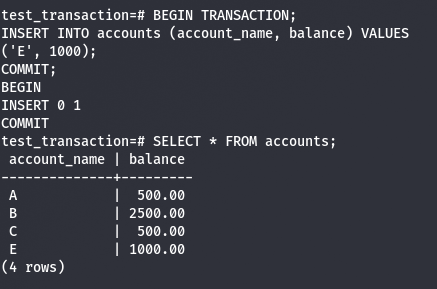 test_transaction=# BEGIN TRANSACTION;
INSERT INTO accounts (account_name, balance) VALUES
('E', 1000);
COMMIT;
BEGIN
INSERT 0 1
COMMIT
test_transaction=# SELECT * FROM accounts;
 account_name | balance
--------------+---------
 A            |  500.00
 B            | 2500.00
 C            |  500.00
 E            | 1000.00
(4 rows)